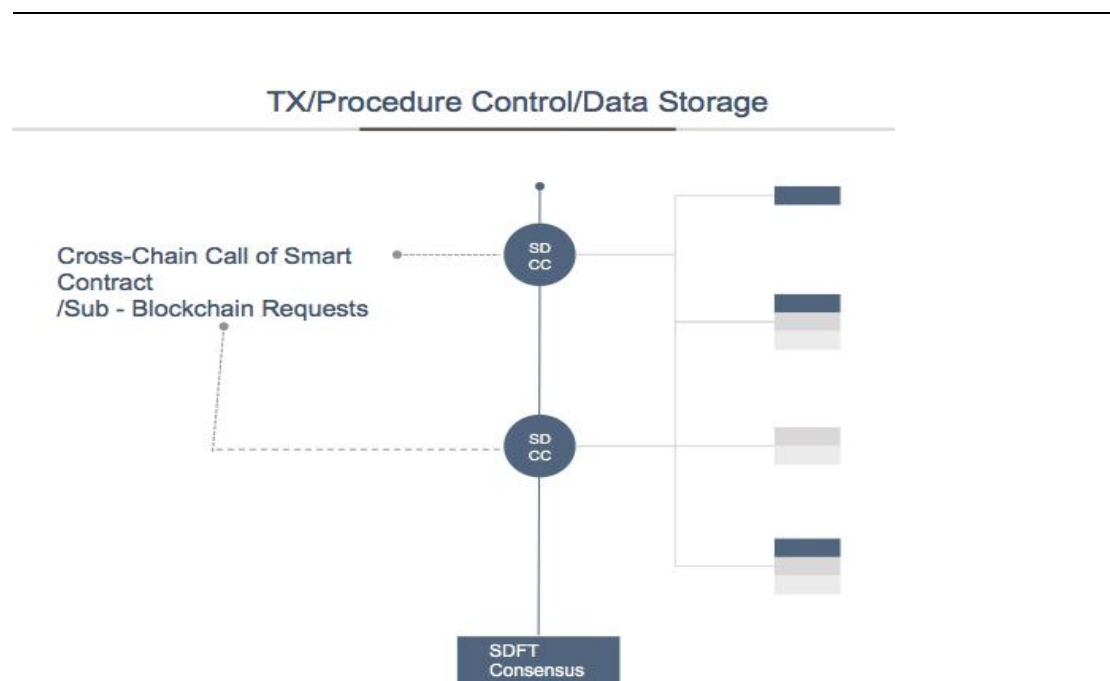 TX/Procedure Control/Data Storage
SD
CC
Cross-Chain Call of Smart
Contract
/Sub - Blockchain Requests
SD
CC
SDFT
Consensus